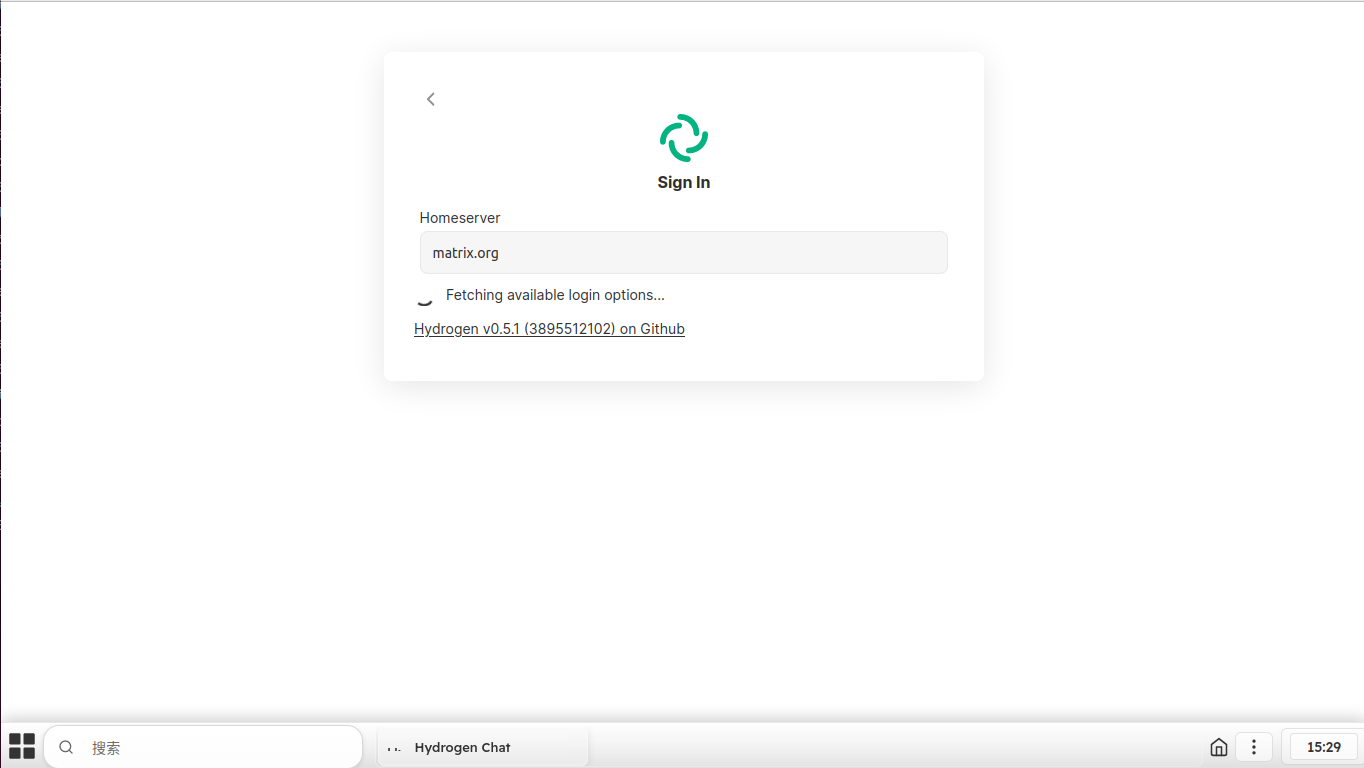 Sign In
Homeserver
matrix.org
Fetching available login options...
Hydrogen v0.5.1 (3895512102) on Github
搜索
Hydrogen Chat
15:29